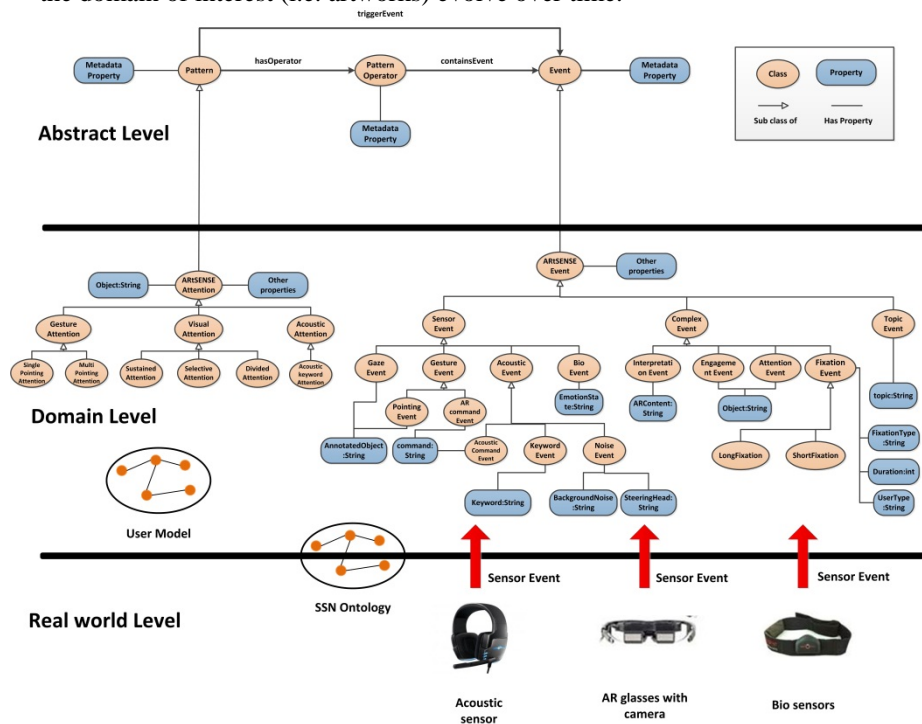 the domain of interest (i.e. artworks) evolve over time.
triggerEvent
Metadata
Property
Pattern
hasOperator
Pattern
Operator
containsEvent
Event
Metadata
Property
Metadata
Property
Class
Property
Sub class of
Has Property
Abstract Level
Object:String
ARtSENSE
Attention
Other
properties
ARtSENSE
Event
Other
properties
Gesture
Attention
Visual
Attention
Acoustic
Attention
Sensor
Event
Complex
Event
Topic
Event
Single
Pointing
Attention
Multi
Pointing
Attention
Sustained
Attention
Selective
Attention
Divided
Attention
Acoustic
keyword
Attention
Gate
Event
Gesture
Event
Acoustic
Event
Bio
Event
Interpretati
on Event
Engagem
ent Event
Attention
Event
Fixation
Event
Domain Level
Pointing
Event
AR
command
Event
EmotionSta
te:String
ARContent:
String
Object:String
topic:String
AnnotatedObject
:String
command:
String
Acoustic
Command
Event
Keyword
Event
Noise
Event
LongFixation
ShortFixation
FixationType
:String
Duration:int
UserType
:String
Keyword:String
BackgroundNoise
:String
SteeringHead:
String
User Model
SSN Ontology
Sensor Event
Sensor Event
Sensor Event
Real world Level
Acoustic
sensor
AR glasses with
camera
Bio sensors